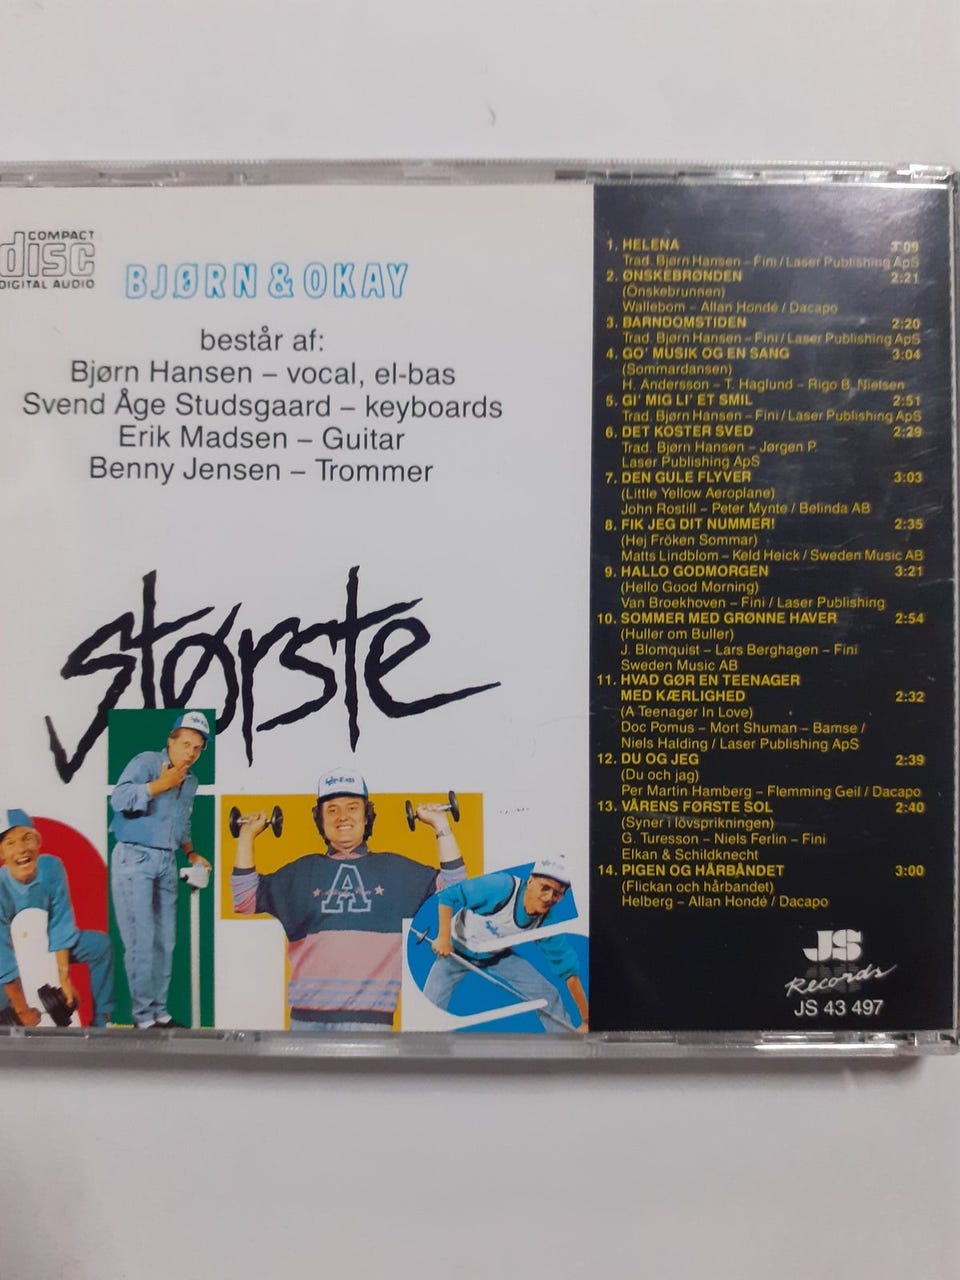 COMPACT
disc
DIGITAL AUDIO
BJØRN & OKAY
består af:
Bjørn Hansen – vocal, el-bas
Svend Åge Studsgaard – keyboards
Erik Madsen – Guitar
Benny Jensen – Trommer
største
A
1. HELENA 3:09
Trad. Bjørn Hansen – Fini / Laser Publishing ApS
2. ØNSKEBRØNDEN 2:21
(Önskebrunnen)
Wallebom – Allan Hondé / Dacapo
3. BARNDOMSTIDEN 2:20
Trad. Bjørn Hansen – Fini / Laser Publishing ApS
4. GO' MUSIK OG EN SANG 3:04
(Sommardansen)
H. Andersson – T. Haglund – Rigo B. Nielsen
5. GI' MIG LI' ET SMIL 2:51
Trad. Bjørn Hansen – Fini / Laser Publishing ApS
6. DET KOSTER SVED 2:29
Trad. Bjørn Hansen – Jørgen P.
Laser Publishing ApS
7. DEN GULE FLYVER 3:03
(Little Yellow Aeroplane)
John Rostill – Peter Mynte / Belinda AB
8. FIK JEG DIT NUMMER! 2:35
(Hej Fröken Sommar)
Matts Lindblom – Keld Heick / Sweden Music AB
9. HALLO GODMORGEN 3:21
(Hello Good Morning)
Van Broekhoven – Fini / Laser Publishing
10. SOMMER MED GRØNNE HAVER 2:54
(Huller om Buller)
J. Blomquist – Lars Berghagen – Fini
Sweden Music AB
11. HVAD GØR EN TEENAGER
MED KÆRLIGHED 2:32
(A Teenager In Love)
Doc Pomus – Mort Shuman – Bamse /
Niels Halding / Laser Publishing ApS
12. DU OG JEG 2:39
(Du och jag)
Per Martin Hamberg – Flemming Geil / Dacapo
13. VÅRENS FØRSTE SOL 2:40
(Syner i lövsprikningen)
G. Turesson – Niels Ferlin – Fini
Elkan & Schildknecht
14. PIGEN OG HÅRBÅNDET 3:00
(Flickan och hårbandet)
Helberg – Allan Hondé / Dacapo
JS
Records
JS 43 497